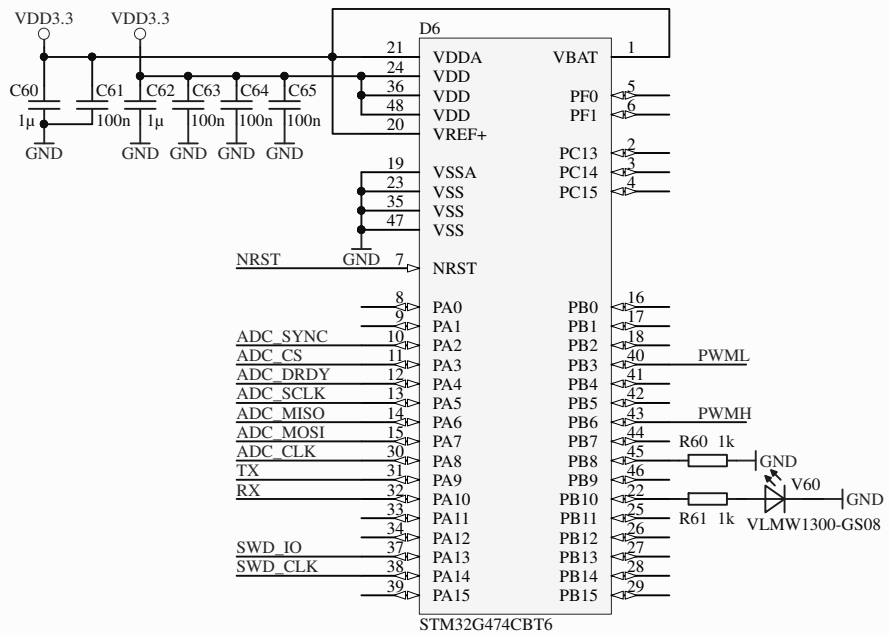 VDD3.3 VDD3.3
D6
21 VDDA VBAT 1
24 VDD
C60 C61 C62 C63 C64 C65 36 VDD PF0 5
1µ 100n 1µ 100n 100n 100n 48 VDD PF1 6
20 VREF+
GND GND GND GND GND
PC13 2
19 VSSA PC14 3
23 VSS PC15 4
35 VSS
47 VSS
GND
NRST 7 NRST
8 PA0 PB0 16
9 PA1 PB1 17
ADC_SYNC 10 PA2 PB2 18
ADC_CS 11 PA3 PB3 40 PWML
ADC_DRDY 12 PA4 PB4 41
ADC_SCLK 13 PA5 PB5 42
ADC_MISO 14 PA6 PB6 43 PWMH
ADC_MOSI 15 PA7 PB7 44
ADC_CLK 30 PA8 PB8 45 R60 1k GND
TX 31 PA9 PB9 46 V60
RX 32 PA10 PB10 22 GND
33 PA11 PB11 25 R61 1k VLMW1300-GS08
34 PA12 PB12 26
SWD_IO 37 PA13 PB13 27
SWD_CLK 38 PA14 PB14 28
39 PA15 PB15 29
STM32G474CBT6